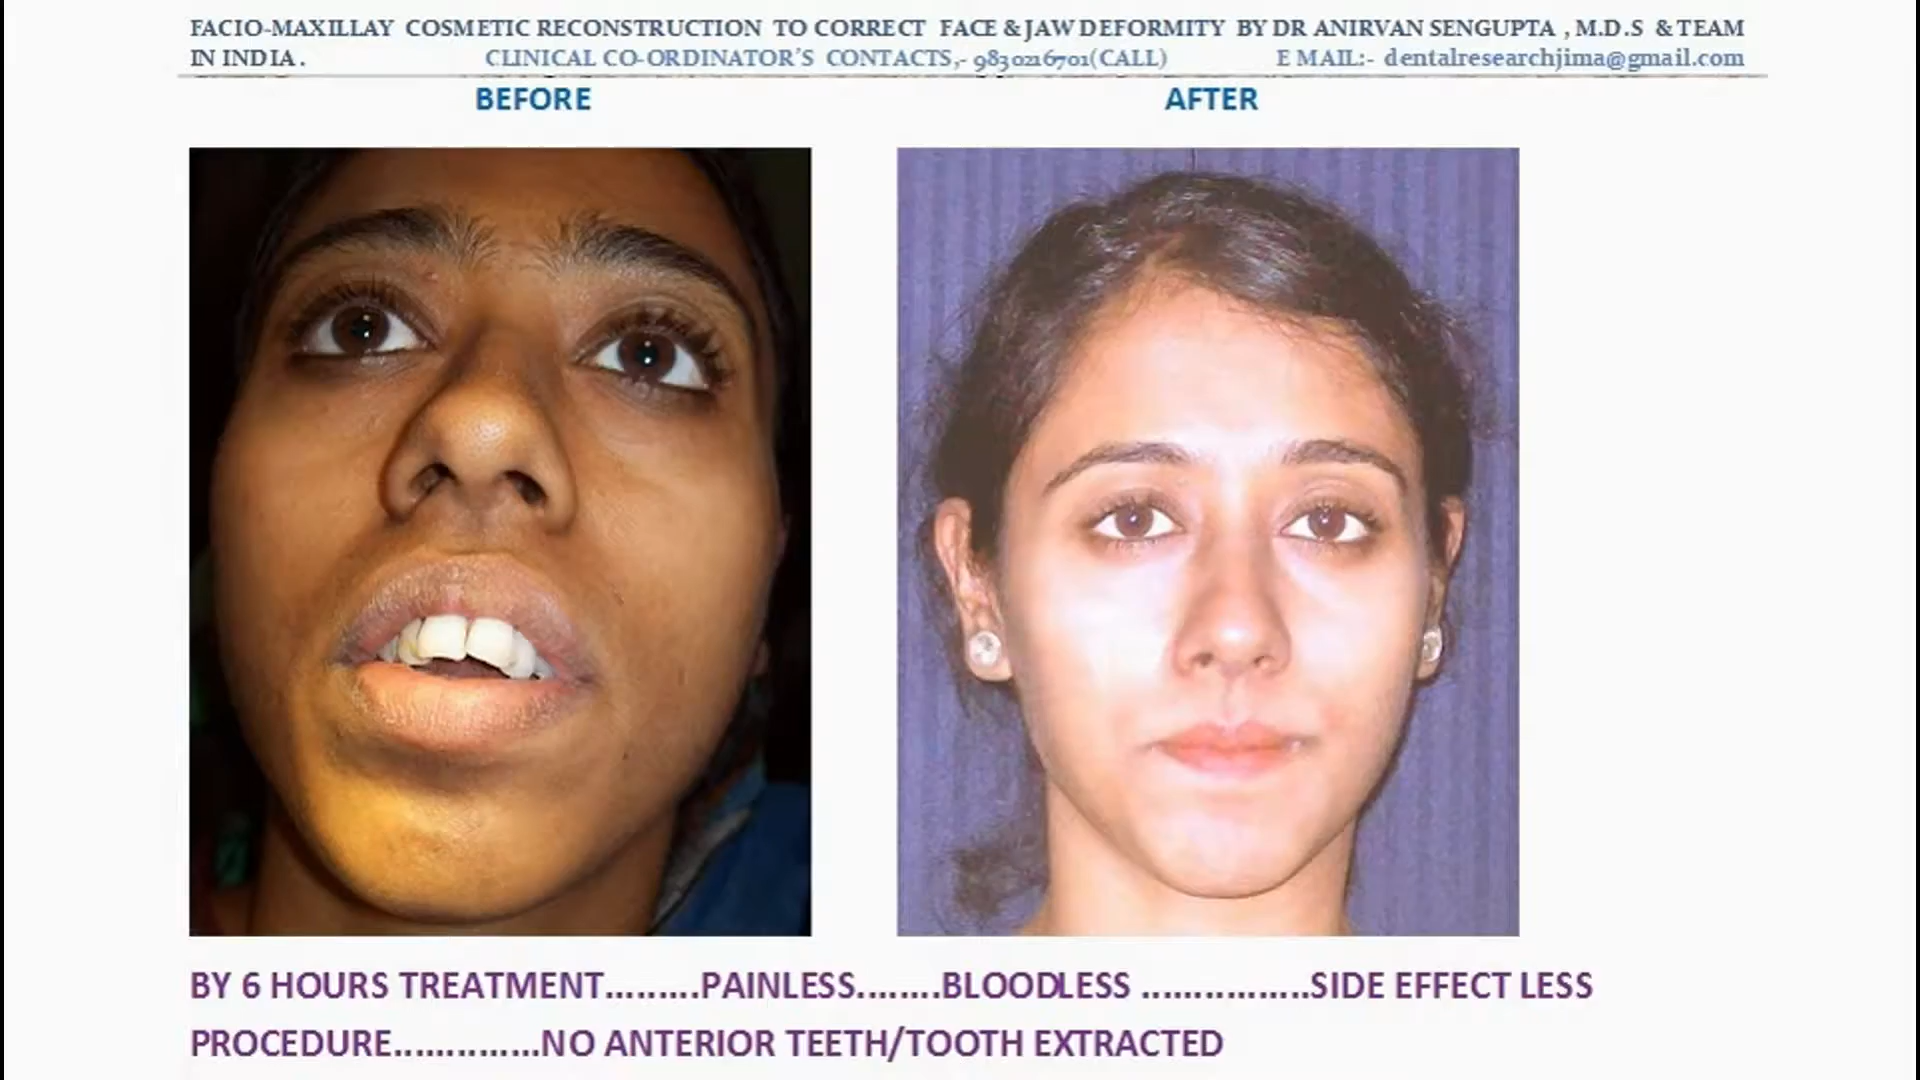 FACIO-MAXILLAY COSMETIC RECONSTRUCTION TO CORRECT FACE & JAW DEFORMITY BY DR ANIRVAN SENGUPTA , M.D.S & TEAM
IN INDIA. CLINICAL CO-ORDINATOR'S CONTACTS,- 9830216701(CALL) E MAIL:- dentalresearchjima@gmail.com
BEFORE AFTER
BY 6 HOURS TREATMENT.........PAINLESS........BLOODLESS ................SIDE EFFECT LESS
PROCEDURE..............NO ANTERIOR TEETH/TOOTH EXTRACTED